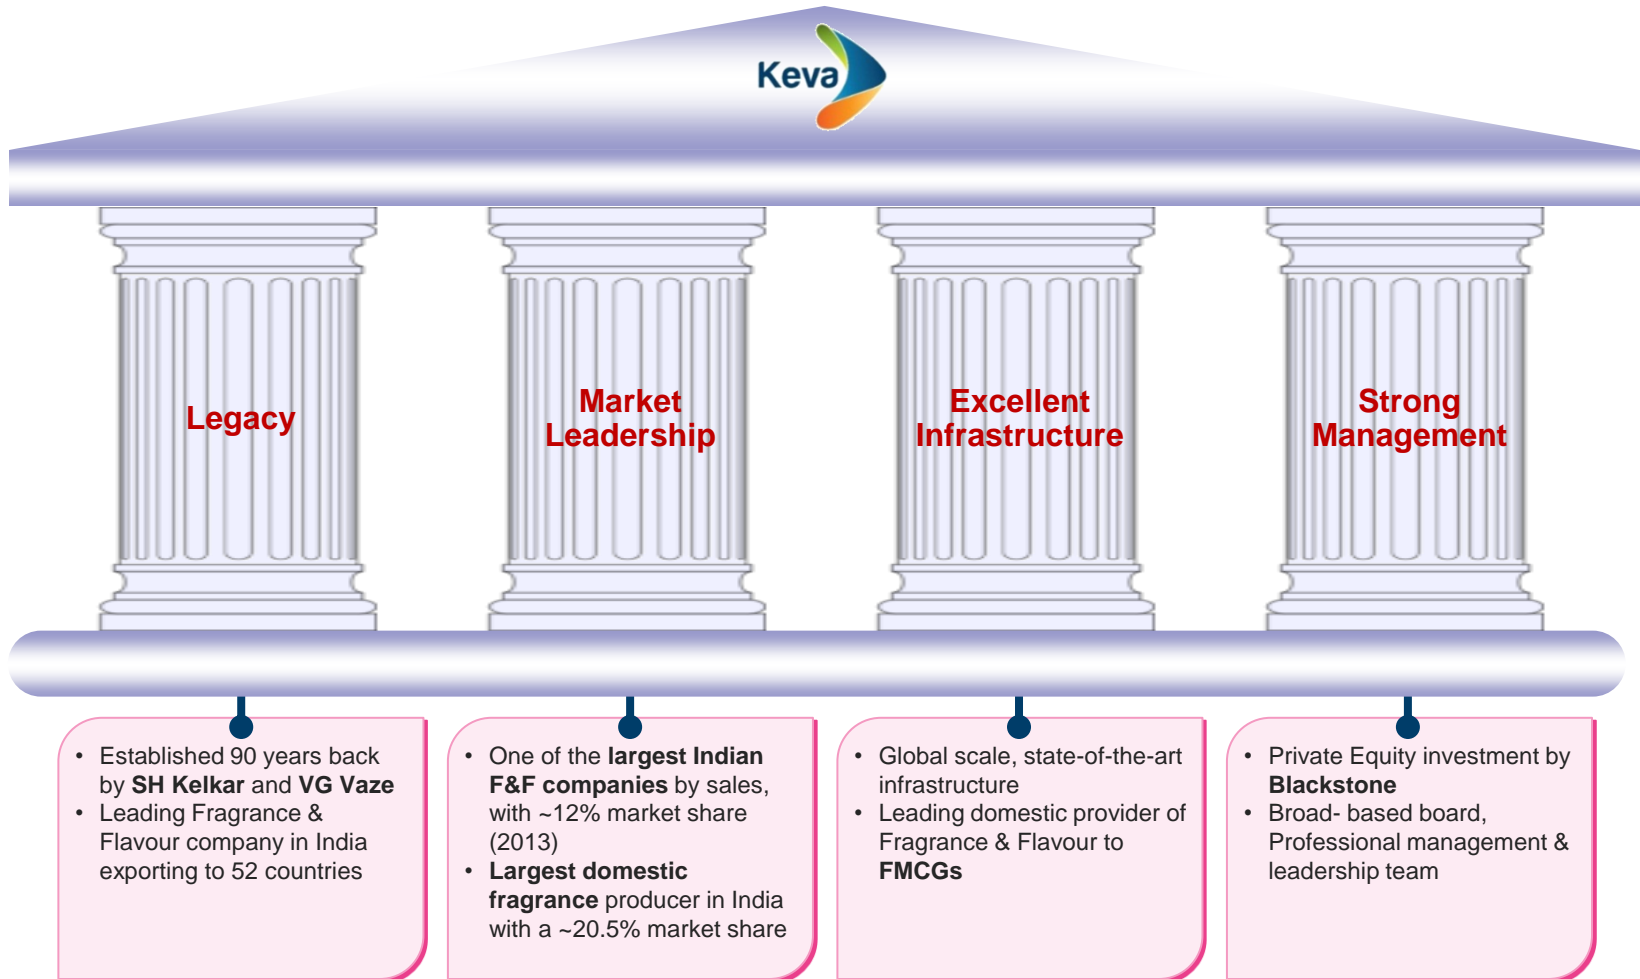 Keva
Legacy
Market
Leadership
Excellent
Infrastructure
Strong
Management
• Established 90 years back
by SH Kelkar and VG Vaze
• Leading Fragrance &
Flavour company in India
exporting to 52 countries
• One of the largest Indian
F&F companies by sales,
with ~12% market share
(2013)
• Largest domestic
fragrance producer in India
with a ~20.5% market share
• Global scale, state-of-the-art
infrastructure
• Leading domestic provider of
Fragrance & Flavour to
FMCGs
• Private Equity investment by
Blackstone
• Broad- based board,
Professional management &
leadership team